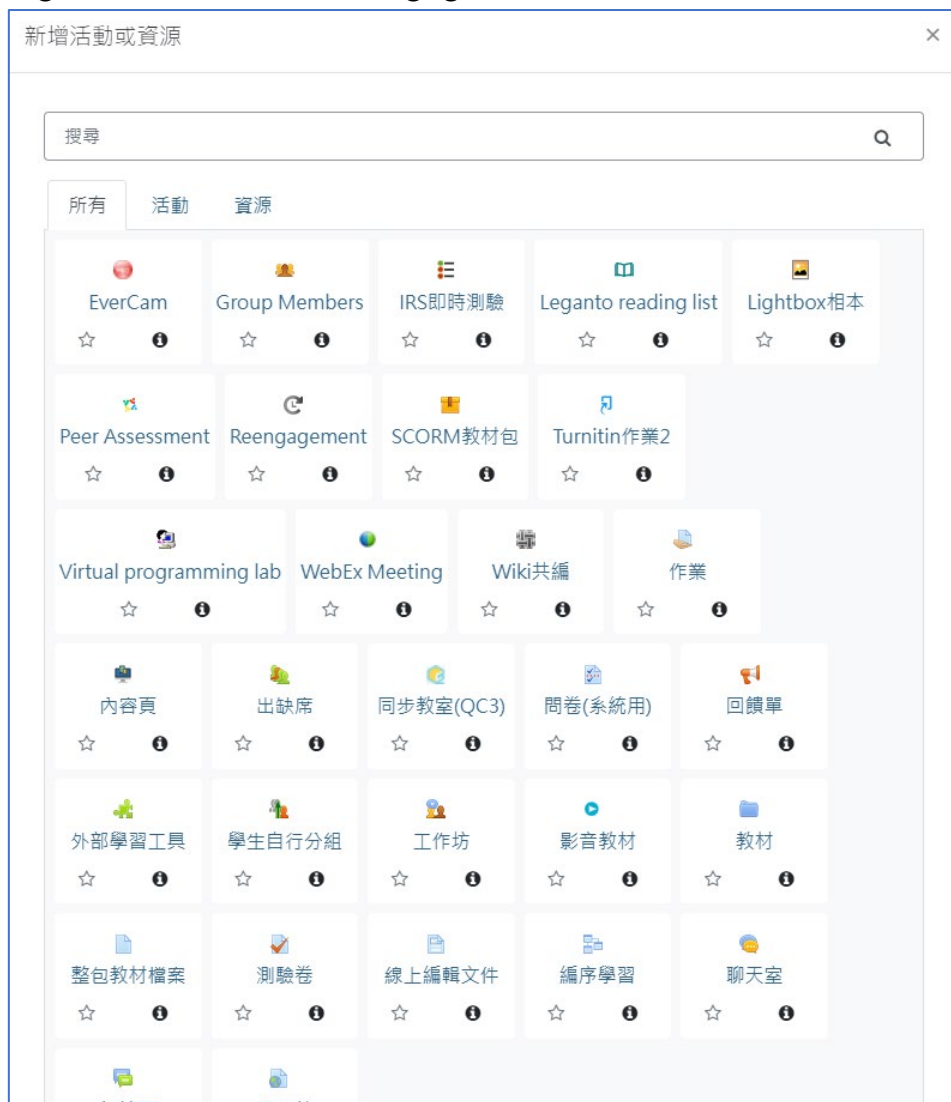 新增活動或資源
搜尋
所有 活動 資源
EverCam Group Members IRS即時測驗 Leganto reading list Lightbox相本
Peer Assessment Reengagement SCORM教材包 Turnitin作業2
Virtual programming lab WebEx Meeting Wiki共編 作業
內容頁 出缺席 同步教室(QC3) 問卷(系統用) 回饋單
外部學習工具 學生自行分組 工作坊 影音教材 教材
整包教材檔案 測驗卷 線上編輯文件 編序學習 聊天室